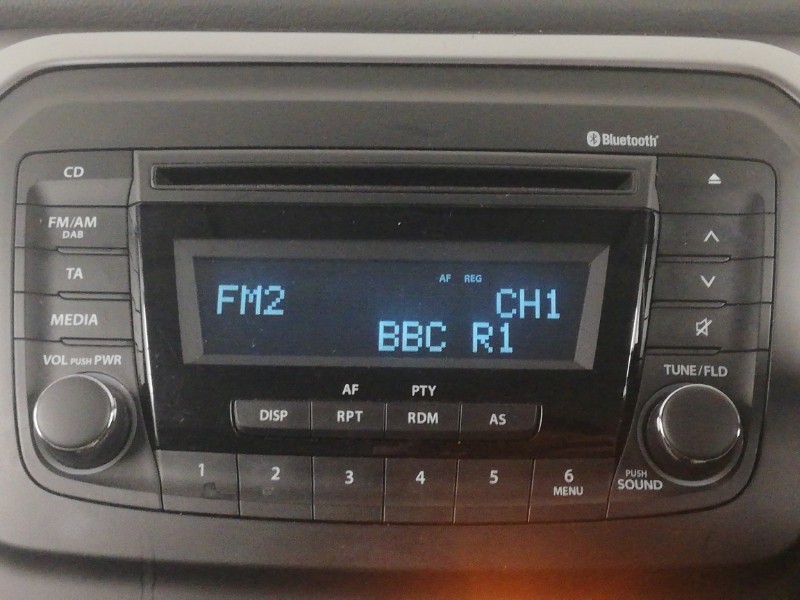 Bluetooth
CD
FM/AM
DAB
TA
MEDIA
VOL PUSH PWR
AF REG
FM2 CH1
BBC R1
TUNE/FLD
AF PTY
DISP RPT RDM AS
1 2 3 4 5 6
MENU
PUSH
SOUND